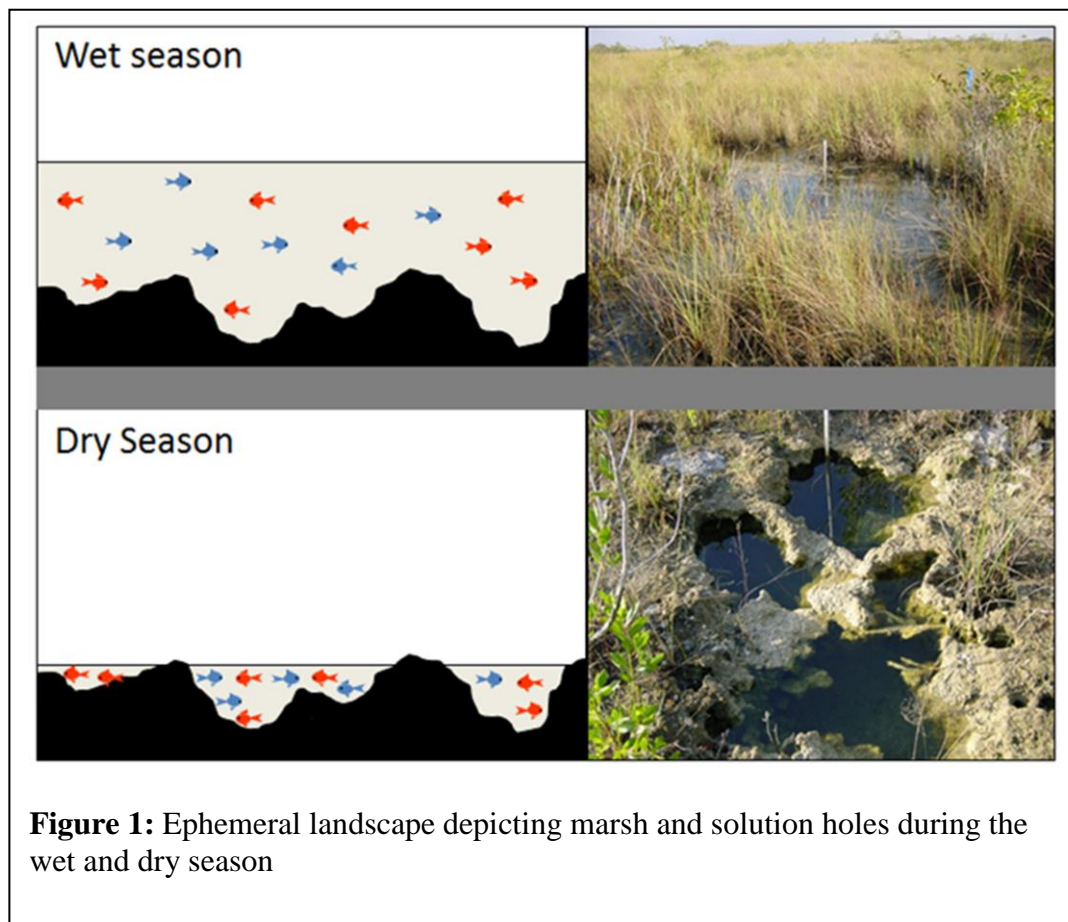 Wet season
Dry Season
Figure 1: Ephemeral landscape depicting marsh and solution holes during the
wet and dry season